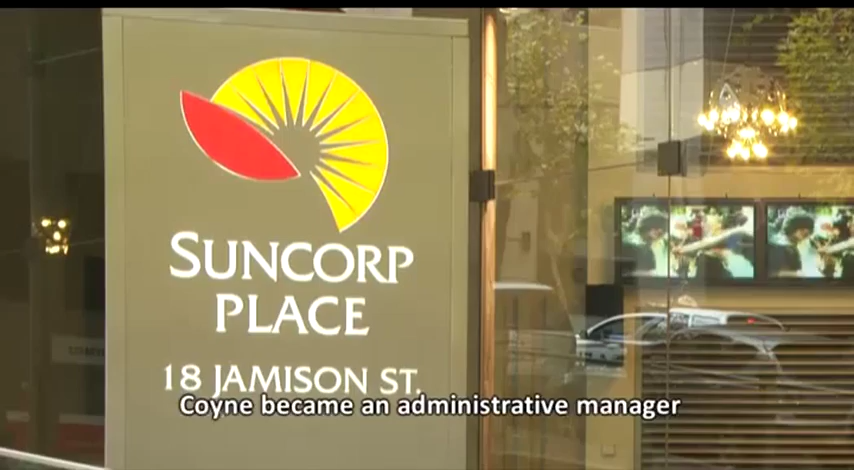 SUNCORP
PLACE
18 JAMISON ST.
Coyne became an administrative manager